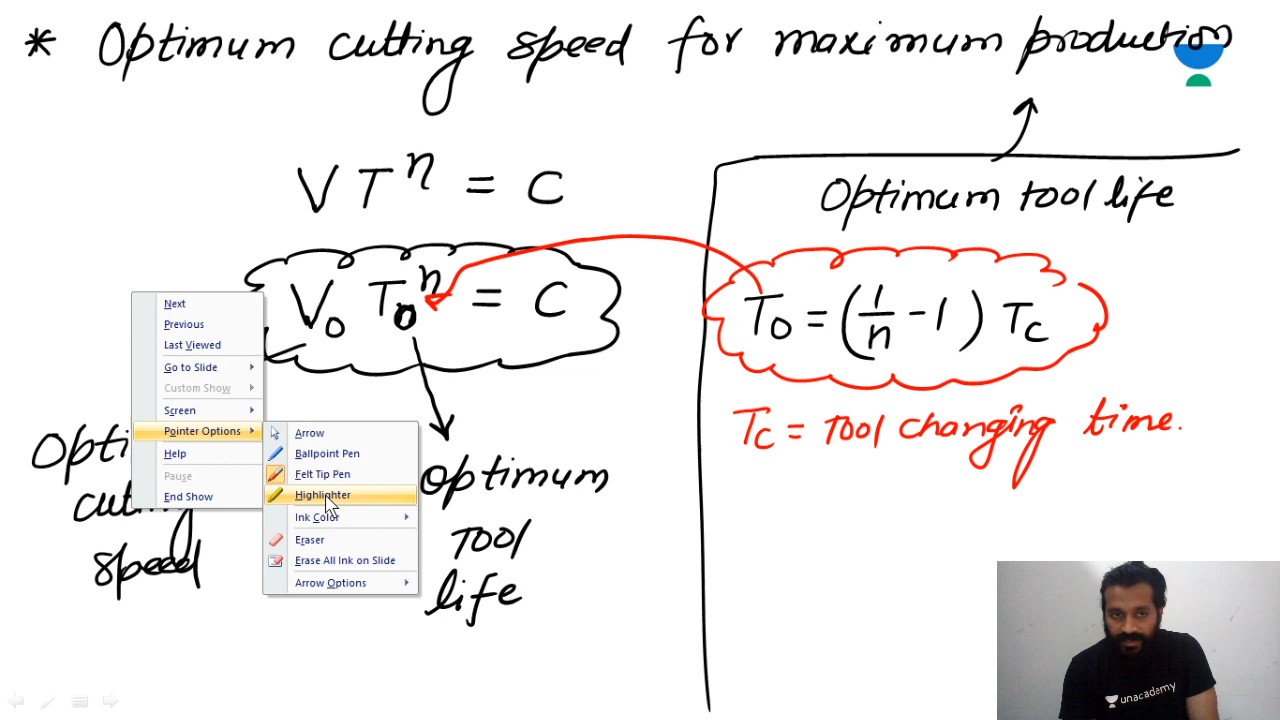 * Optimum cutting speed for maximum production
V T^n = C
V₀ T₀^n = C
Optimum tool life
T₀ = (1/n - 1) Tc
Tc = Tool changing time.
Next
Previous
Last Viewed
Go to Slide
Custom Show
Screen
Pointer Options
Help
Pause
End Show
Arrow
Ballpoint Pen
Felt Tip Pen
Highlighter
Ink Color
Eraser
Erase All Ink on Slide
Arrow Options
speed
Optimum
Tool
life
unacademy